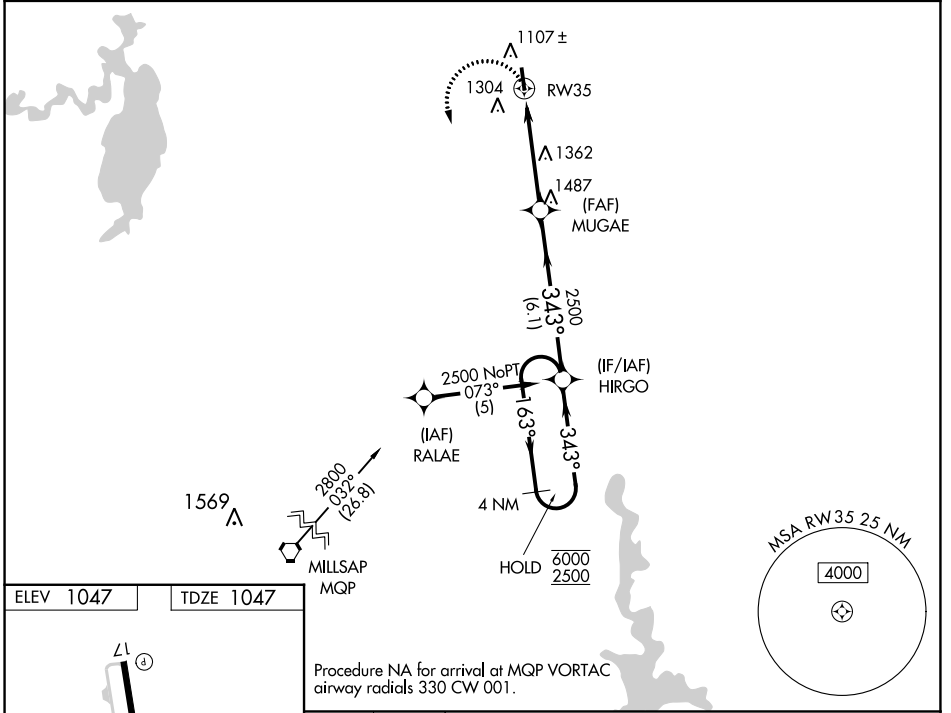 1107 ±
1304
RW35
1362
1487
(FAF)
MUGAE
2500
343°
(6.1)
(IF/IAF)
HIRGO
2500 NoPT
073°
(5)
(IAF)
RALAE
163°
343°
4 NM
HOLD
6000
2500
2800
032°
(26.8)
1569
MILLSAP
MQP
MSA RW35 25 NM
4000
ELEV 1047
TDZE 1047
17
P
Procedure NA for arrival at MQP VORTAC
airway radials 330 CW 001.